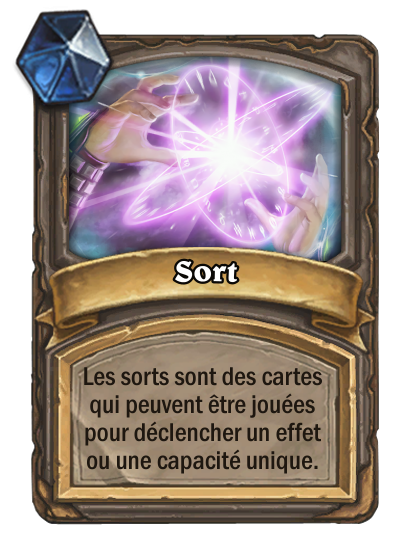 Sort
Les sorts sont des cartes
qui peuvent être jouées
pour déclencher un effet
ou une capacité unique.